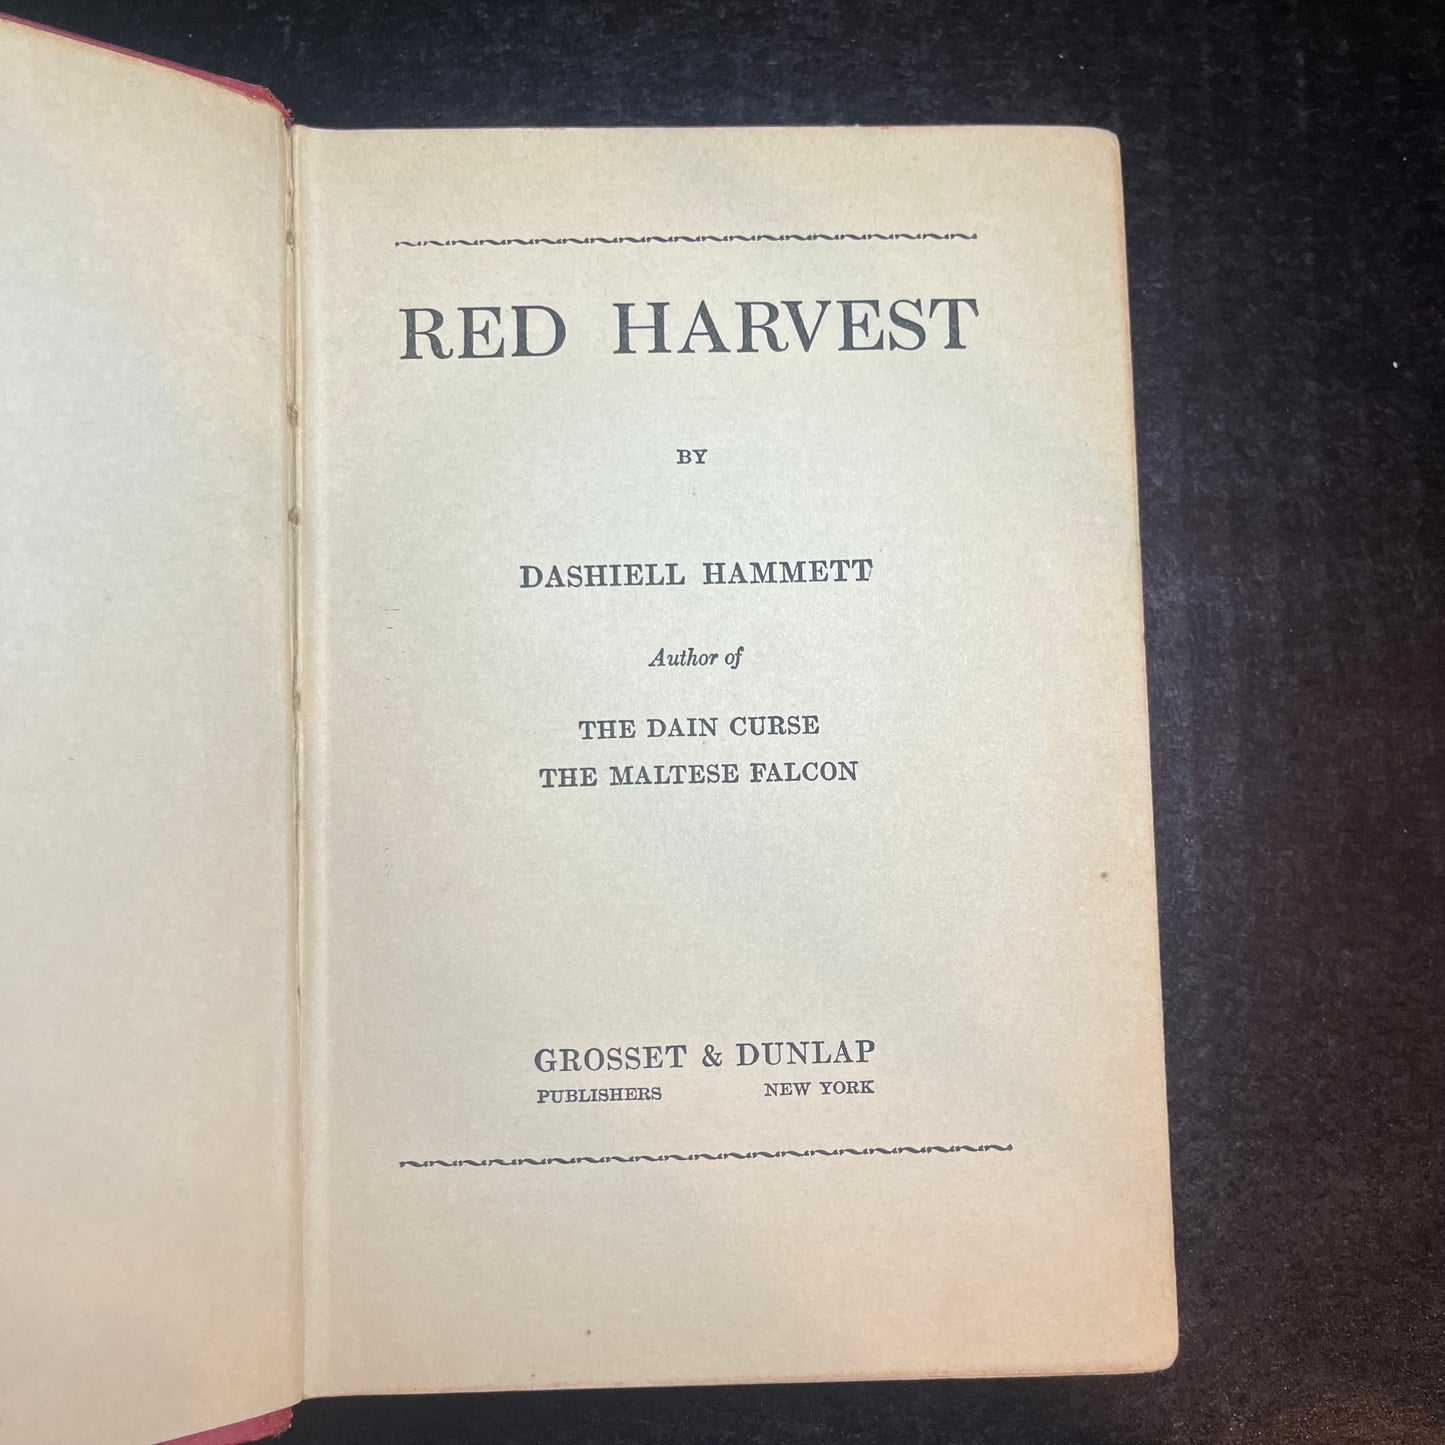 RED HARVEST
BY
DASHIELL HAMMETT
Author of
THE DAIN CURSE
THE MALTESE FALCON
GROSSET & DUNLAP
PUBLISHERS NEW YORK